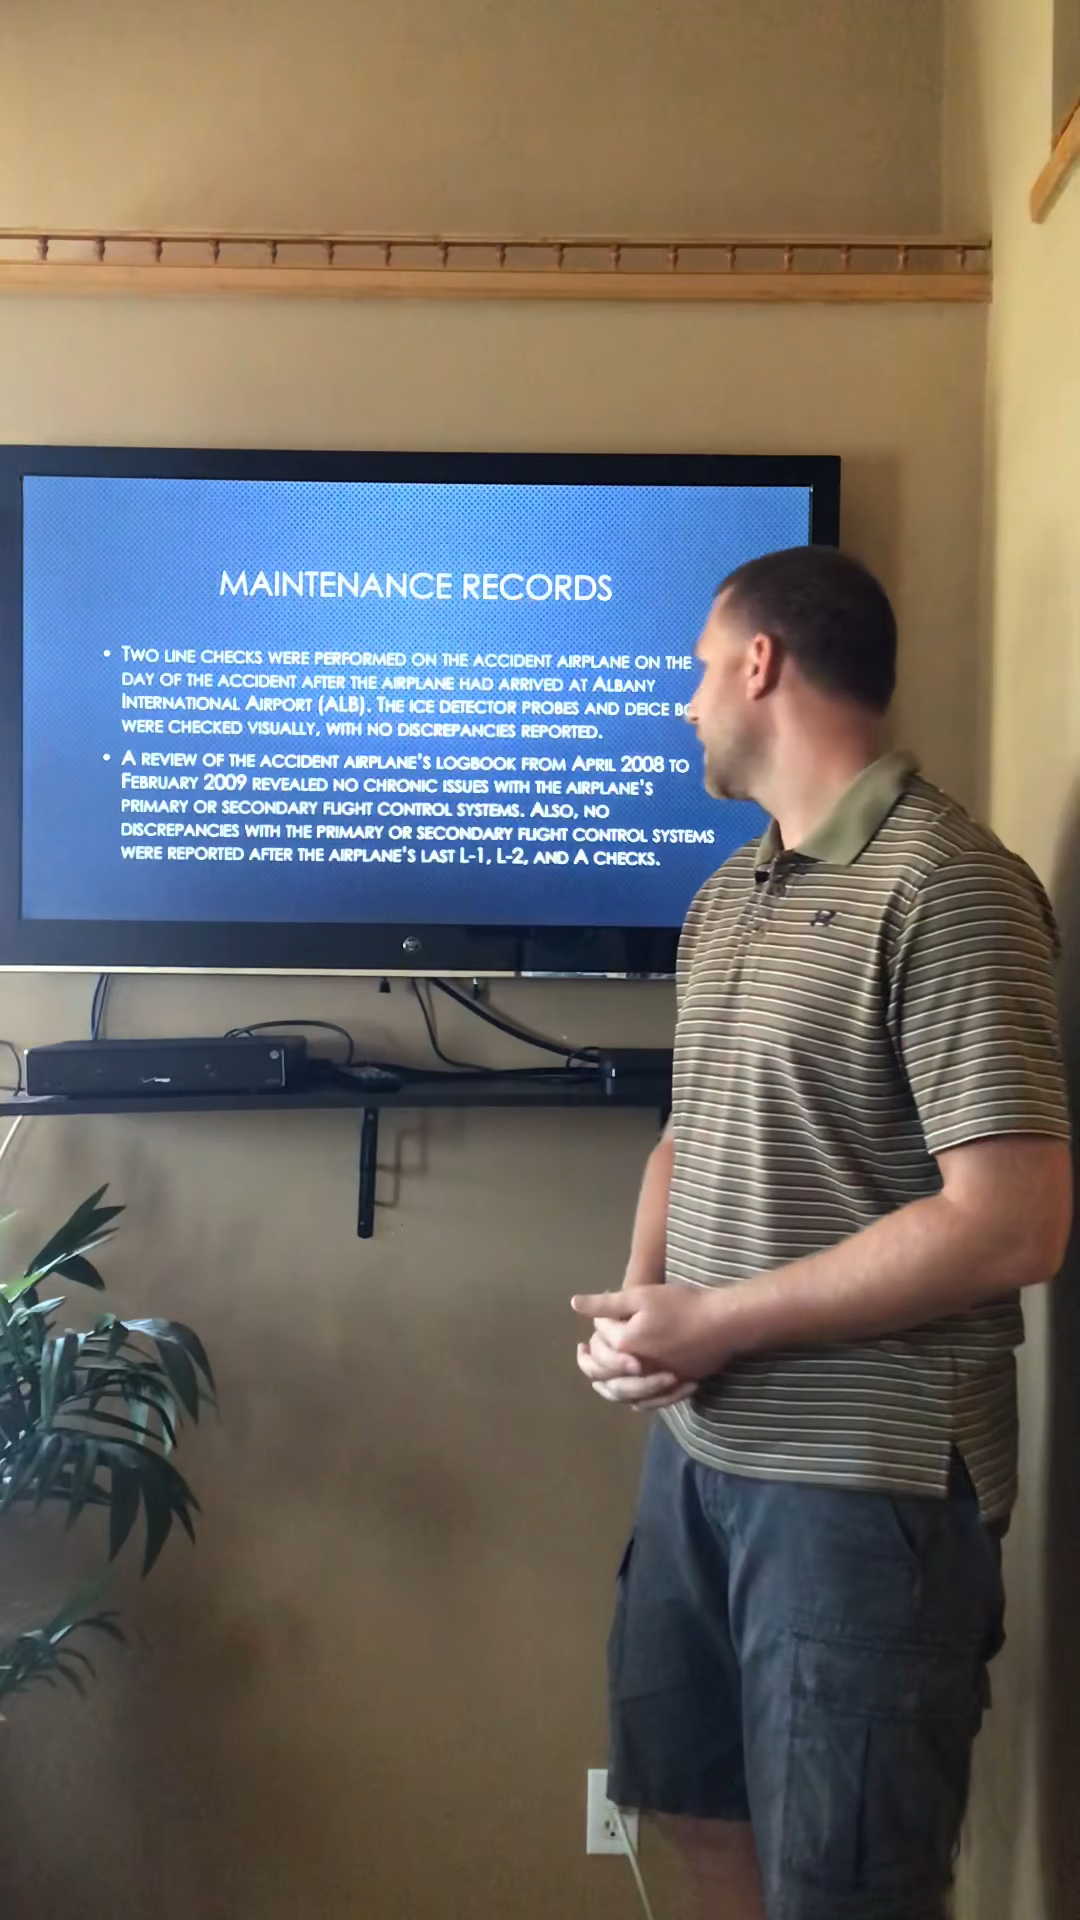 MAINTENANCE RECORDS
• TWO LINE CHECKS WERE PERFORMED ON THE ACCIDENT AIRPLANE ON THE
DAY OF THE ACCIDENT AFTER THE AIRPLANE HAD ARRIVED AT ALBANY
INTERNATIONAL AIRPORT (ALB). THE ICE DETECTOR PROBES AND DEICE
WERE CHECKED VISUALLY, WITH NO DISCREPANCIES REPORTED.
• A REVIEW OF THE ACCIDENT AIRPLANE'S LOGBOOK FROM APRIL 2008 TO
FEBRUARY 2009 REVEALED NO CHRONIC ISSUES WITH THE AIRPLANE'S
PRIMARY OR SECONDARY FLIGHT CONTROL SYSTEMS. ALSO, NO
DISCREPANCIES WITH THE PRIMARY OR SECONDARY FLIGHT CONTROL SYSTEMS
WERE REPORTED AFTER THE AIRPLANE'S LAST L-1, L-2, AND A CHECKS.
verizon